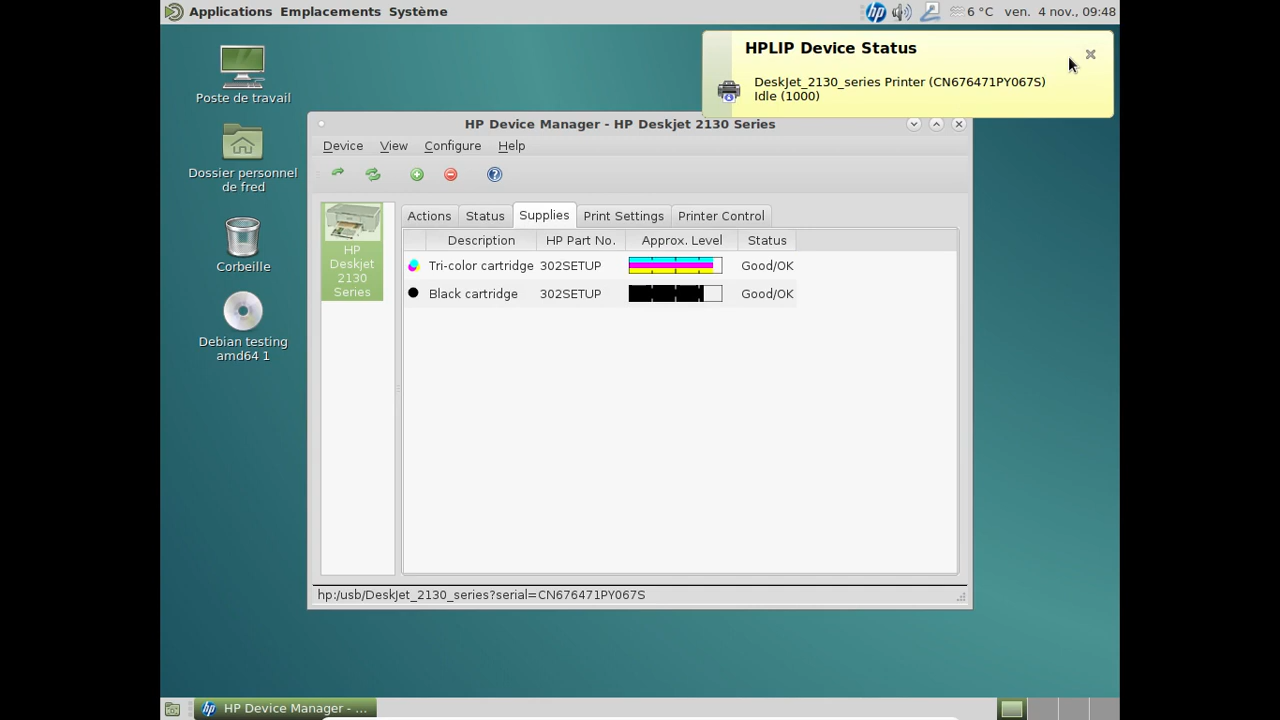 Applications Emplacements Système
hp 6 °C ven. 4 nov., 09:48
HPLIP Device Status
DeskJet_2130_series Printer (CN676471PY067S)
Idle (1000)
Poste de travail
Dossier personnel
de fred
Corbeille
Debian testing
amd64 1
HP Device Manager - HP Deskjet 2130 Series
Device View Configure Help
HP
Deskjet
2130
Series
Actions Status Supplies Print Settings Printer Control
Description HP Part No. Approx. Level Status
Tri-color cartridge 302SETUP Good/OK
Black cartridge 302SETUP Good/OK
hp:/usb/DeskJet_2130_series?serial=CN676471PY067S
hp HP Device Manager - ...